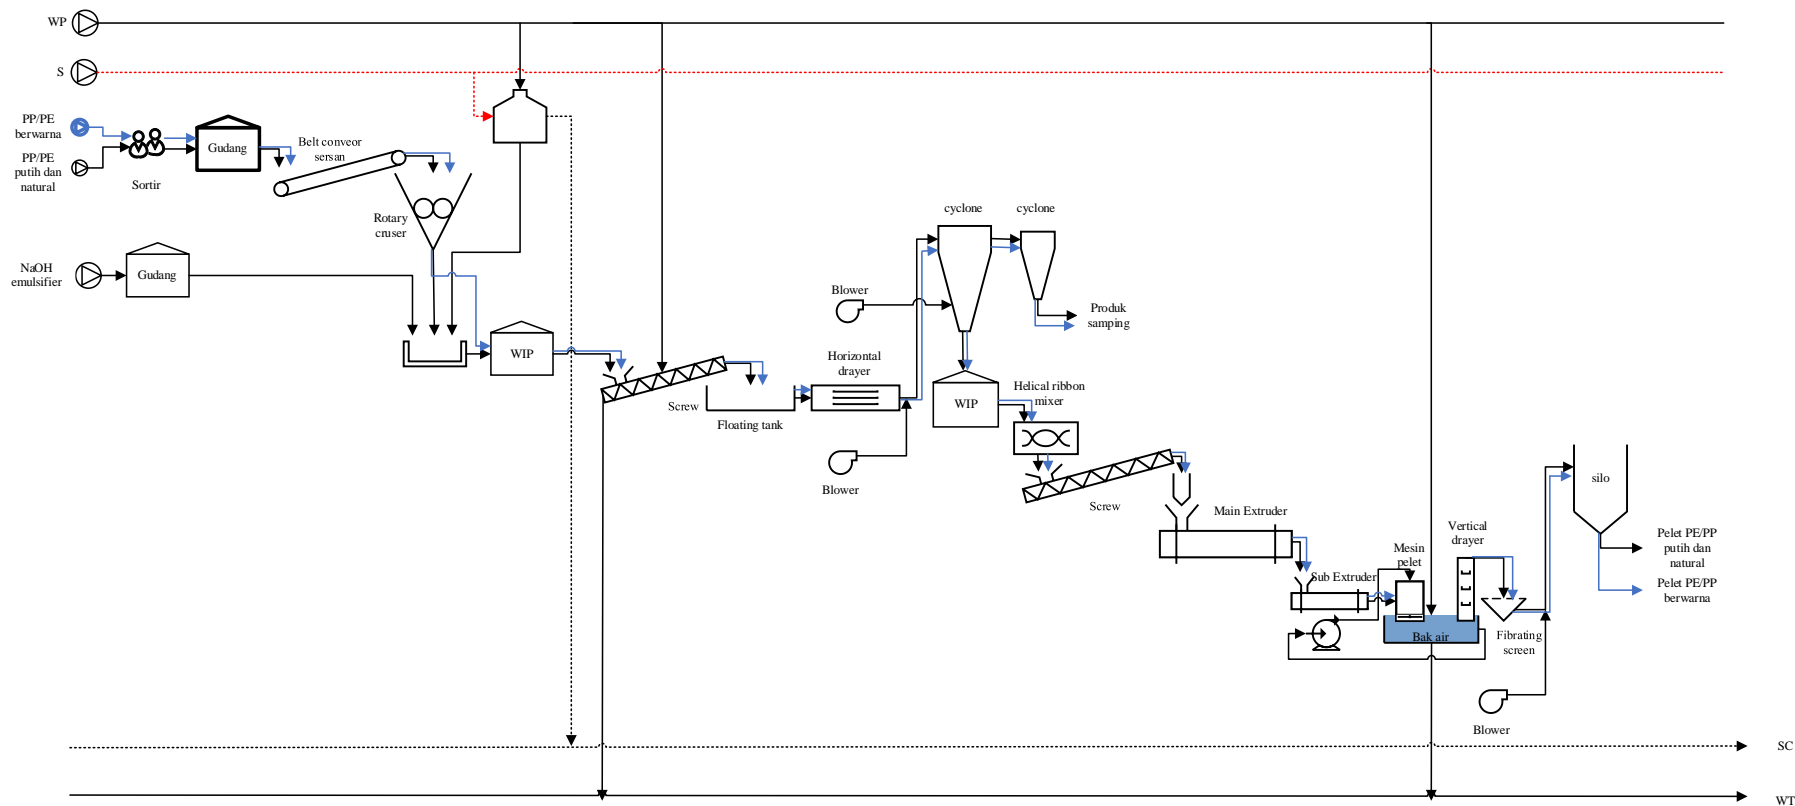 WP
S
PP/PE
berwarna
PP/PE
putih dan
natural
Sortir
Gudang
Belt conveor
sersan
Rotary
cruser
NaOH
emulsifier
Gudang
WIP
Screw
Floating tank
Horizontal
drayer
Blower
Blower
cyclone
cyclone
Produk
samping
WIP
Helical ribbon
mixer
Screw
Main Extruder
Sub Extruder
Mesin
pelet
Bak air
Vertical
drayer
Fibrating
screen
Blower
silo
Pelet PE/PP
putih dan
natural
Pelet PE/PP
berwarna
SC
WT